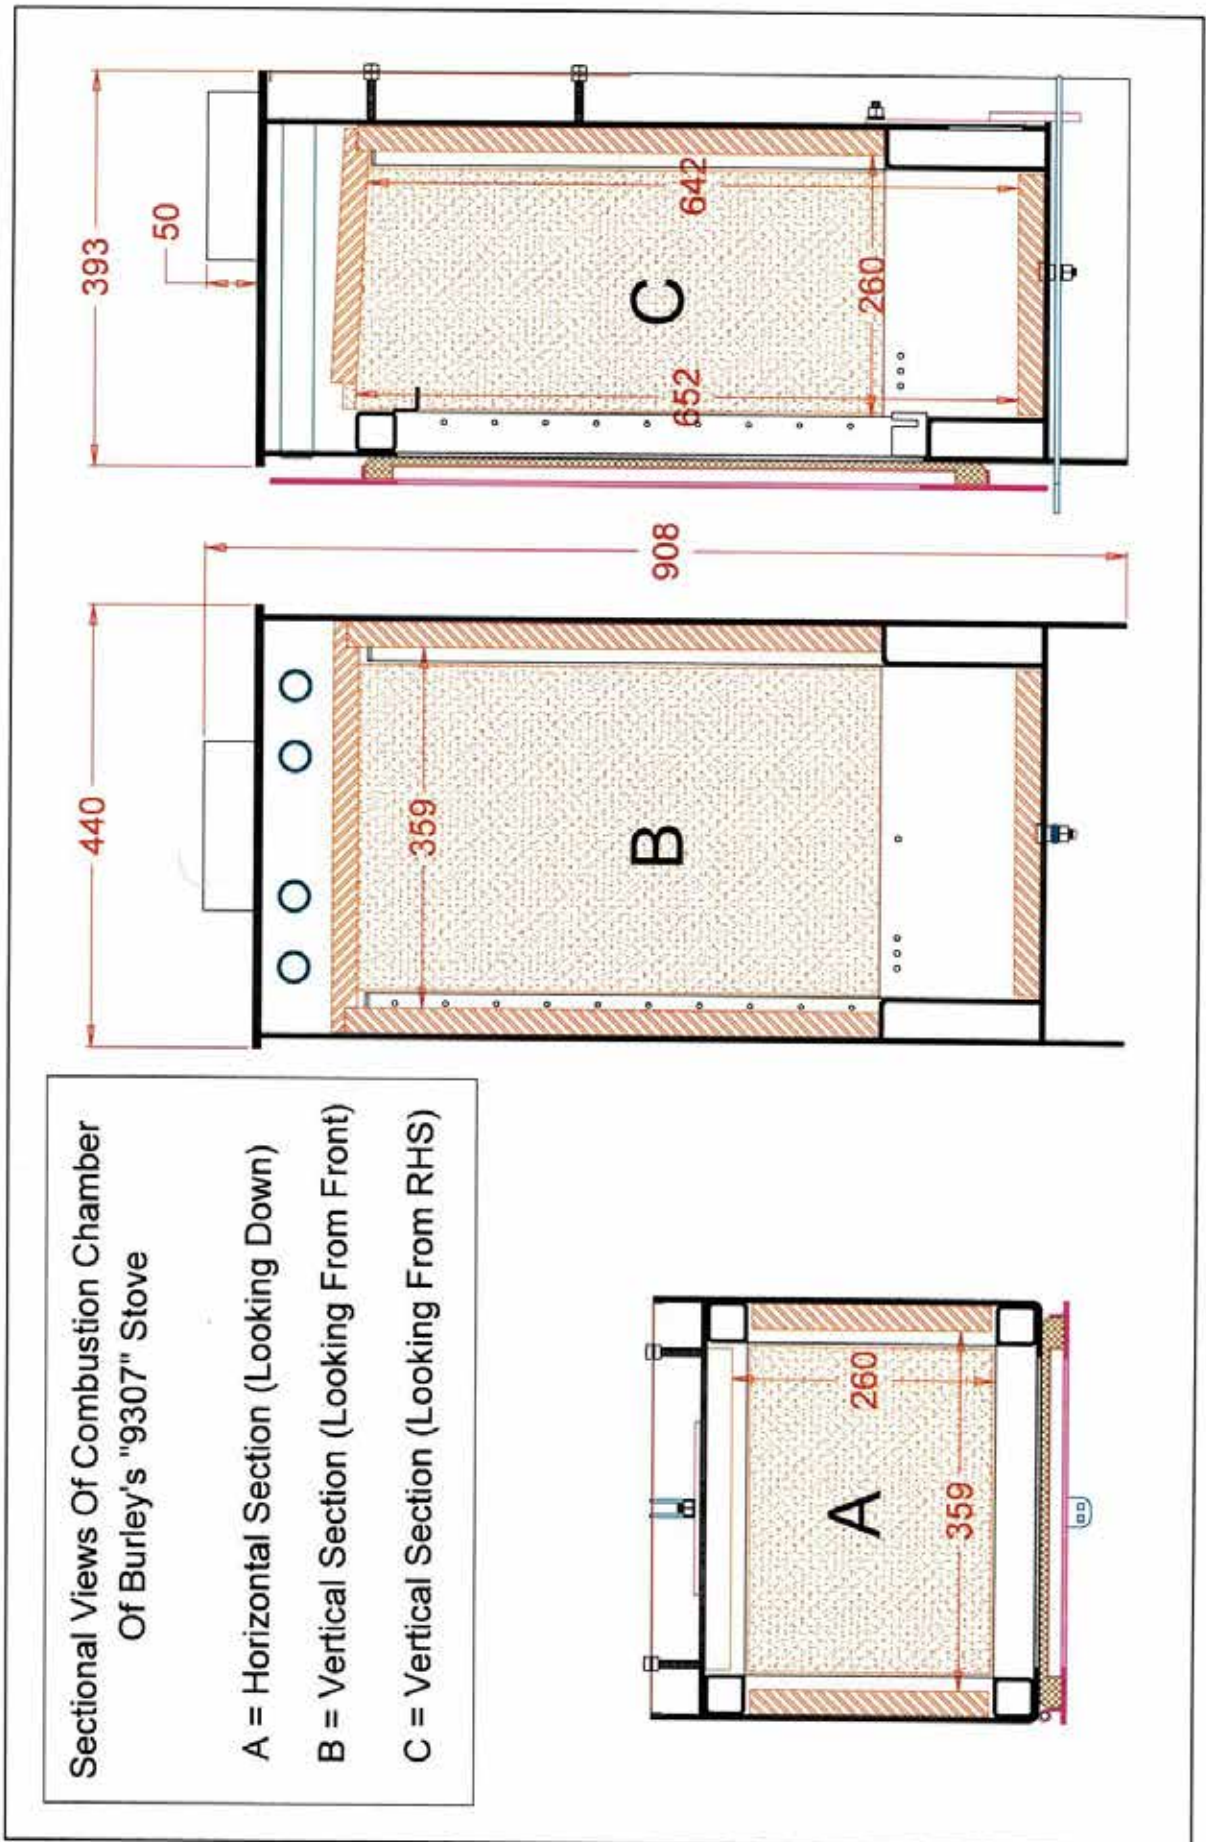 Sectional Views Of Combustion Chamber
Of Burley's "9307" Stove
A = Horizontal Section (Looking Down)
B = Vertical Section (Looking From Front)
C = Vertical Section (Looking From RHS)
A
260
359
440
359
B
908
393
50
C
642
652
260